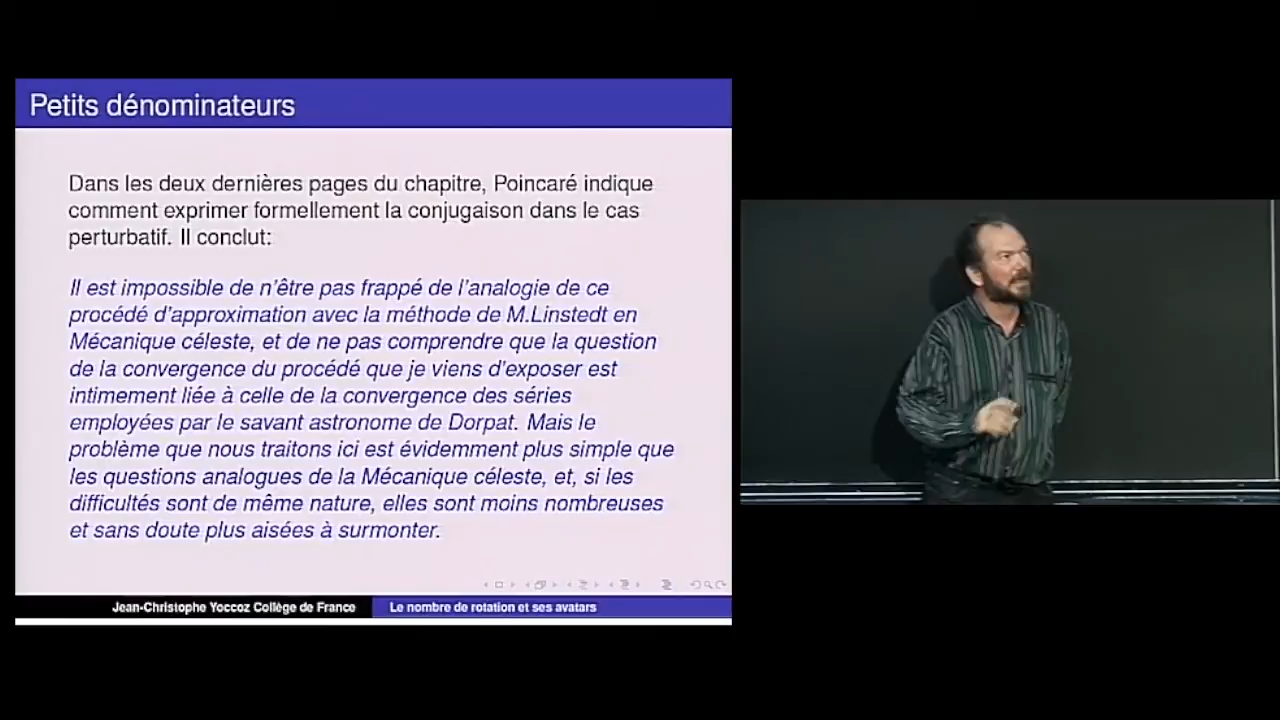 Petits dénominateurs
Dans les deux dernières pages du chapitre, Poincaré indique
comment exprimer formellement la conjugaison dans le cas
perturbatif. Il conclut:
Il est impossible de n'être pas frappé de l'analogie de ce
procédé d'approximation avec la méthode de M.Linstedt en
Mécanique céleste, et de ne pas comprendre que la question
de la convergence du procédé que je viens d'exposer est
intimement liée à celle de la convergence des séries
employées par le savant astronome de Dorpat. Mais le
problème que nous traitons ici est évidemment plus simple que
les questions analogues de la Mécanique céleste, et, si les
difficultés sont de même nature, elles sont moins nombreuses
et sans doute plus aisées à surmonter.
Jean-Christophe Yoccoz Collège de France
Le nombre de rotation et ses avatars